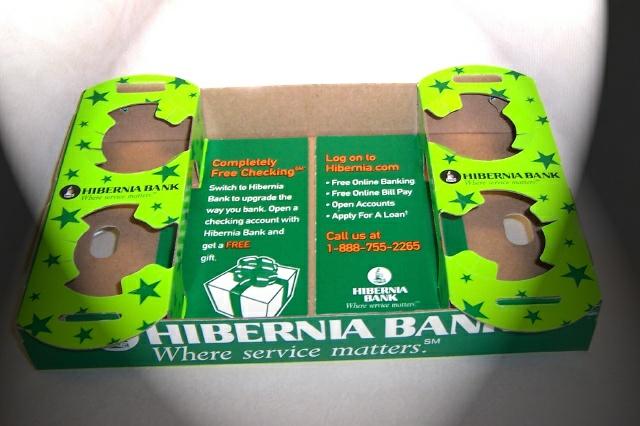 HIBERNIA BANK
Where service matters.
HIBERNIA BANK
Where service matters.
Completely
Free Checking℠
Switch to Hibernia
Bank to upgrade the
way you bank. Open a
checking account with
Hibernia Bank and
get a FREE
gift.
Log on to
Hibernia.com
• Free Online Banking
• Free Online Bill Pay
• Open Accounts
• Apply For A Loan†
Call us at
1-888-755-2265
HIBERNIA
BANK
Where service matters.
HIBERNIA BANK
Where service matters.℠